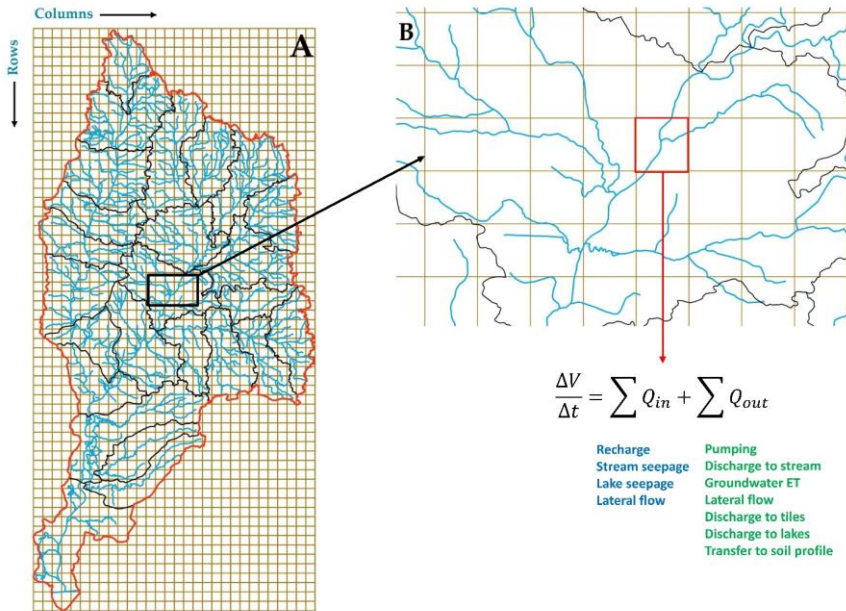 Columns
Rows
A
B
ΔV/Δt = ∑ Q_in + ∑ Q_out
Recharge
Stream seepage
Lake seepage
Lateral flow
Pumping
Discharge to stream
Groundwater ET
Lateral flow
Discharge to tiles
Discharge to lakes
Transfer to soil profile